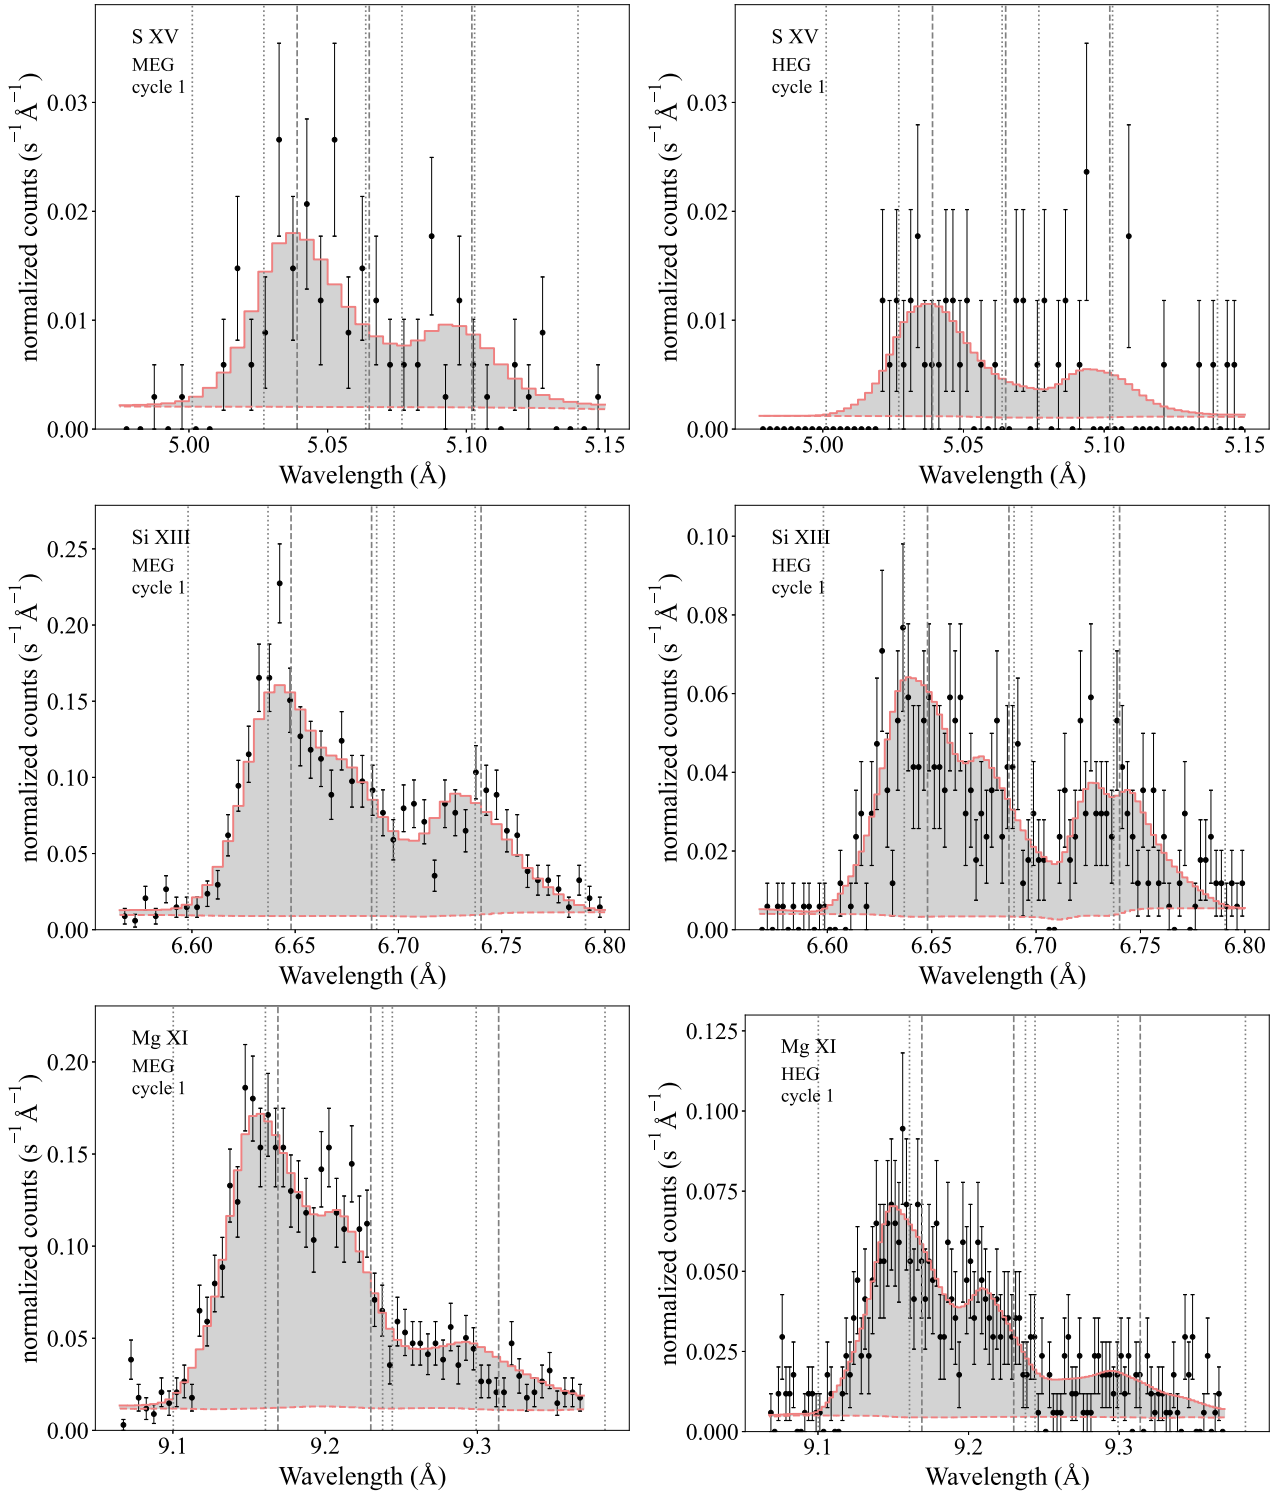 S XV
MEG
cycle 1
normalized counts (s⁻¹ Å⁻¹)
0.03
0.02
0.01
0.00
5.00 5.05 5.10 5.15
Wavelength (Å)
S XV
HEG
cycle 1
normalized counts (s⁻¹ Å⁻¹)
0.03
0.02
0.01
0.00
5.00 5.05 5.10 5.15
Wavelength (Å)
Si XIII
MEG
cycle 1
normalized counts (s⁻¹ Å⁻¹)
0.25
0.20
0.15
0.10
0.05
0.00
6.60 6.65 6.70 6.75 6.80
Wavelength (Å)
Si XIII
HEG
cycle 1
normalized counts (s⁻¹ Å⁻¹)
0.10
0.08
0.06
0.04
0.02
0.00
6.60 6.65 6.70 6.75 6.80
Wavelength (Å)
Mg XI
MEG
cycle 1
normalized counts (s⁻¹ Å⁻¹)
0.20
0.15
0.10
0.05
0.00
9.1 9.2 9.3
Wavelength (Å)
Mg XI
HEG
cycle 1
normalized counts (s⁻¹ Å⁻¹)
0.125
0.100
0.075
0.050
0.025
0.000
9.1 9.2 9.3
Wavelength (Å)